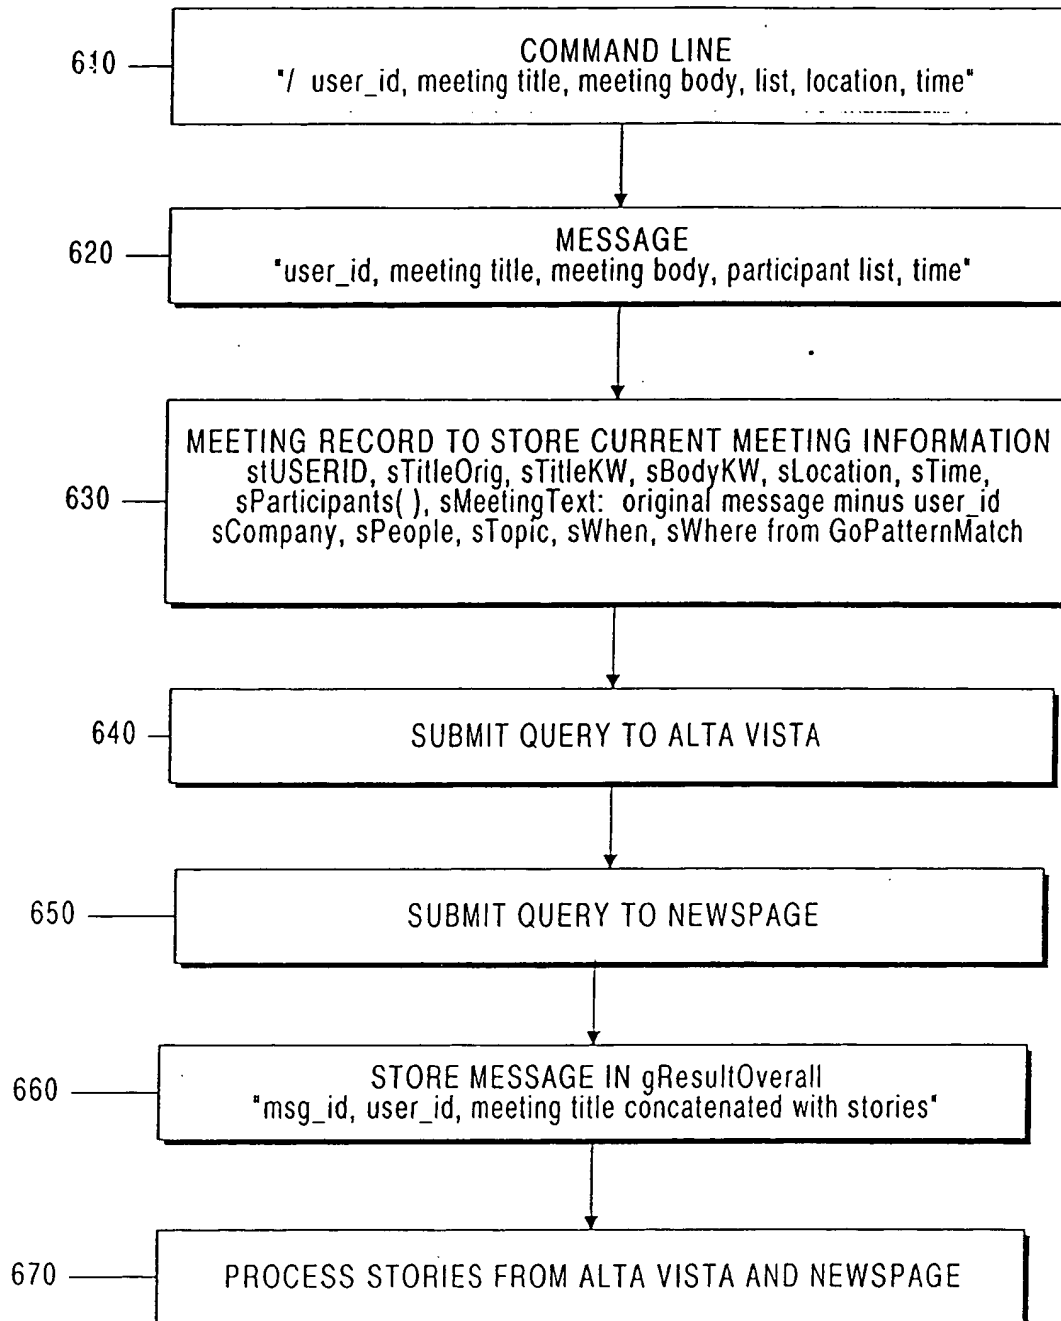 610
COMMAND LINE
"/ user_id, meeting title, meeting body, list, location, time"
620
MESSAGE
"user_id, meeting title, meeting body, participant list, time"
630
MEETING RECORD TO STORE CURRENT MEETING INFORMATION
stUSERID, sTitleOrig, sTitleKW, sBodyKW, sLocation, sTime,
sParticipants( ), sMeetingText: original message minus user_id
sCompany, sPeople, sTopic, sWhen, sWhere from GoPatternMatch
640
SUBMIT QUERY TO ALTA VISTA
650
SUBMIT QUERY TO NEWSPAGE
660
STORE MESSAGE IN gResultOverall
"msg_id, user_id, meeting title concatenated with stories"
670
PROCESS STORIES FROM ALTA VISTA AND NEWSPAGE